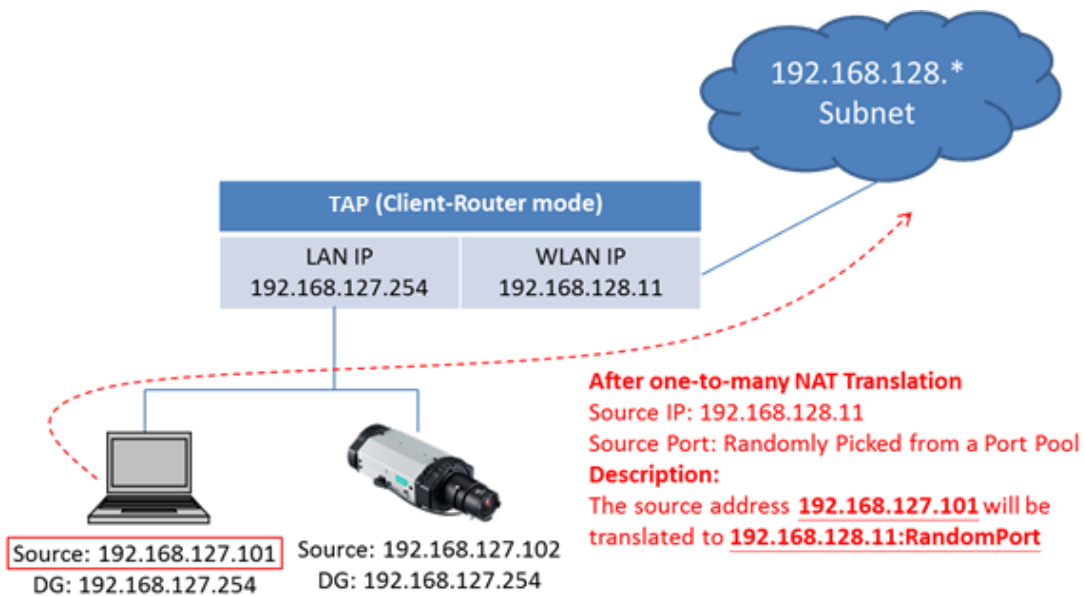 192.168.128.*
Subnet
TAP (Client-Router mode)
LAN IP
192.168.127.254
WLAN IP
192.168.128.11
After one-to-many NAT Translation
Source IP: 192.168.128.11
Source Port: Randomly Picked from a Port Pool
Description:
The source address 192.168.127.101 will be
translated to 192.168.128.11:RandomPort
Source: 192.168.127.101
DG: 192.168.127.254
Source: 192.168.127.102
DG: 192.168.127.254